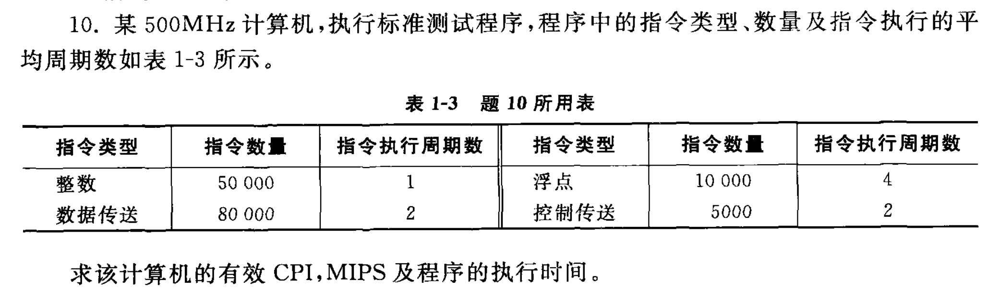 10. 某 500MHz 计算机,执行标准测试程序,程序中的指令类型、数量及指令执行的平
均周期数如表 1-3 所示。
表 1-3 题 10 所用表
指令类型 指令数量 指令执行周期数 指令类型 指令数量 指令执行周期数
整数 50 000 1 浮点 10 000 4
数据传送 80 000 2 控制传送 5000 2
求该计算机的有效 CPI,MIPS 及程序的执行时间。